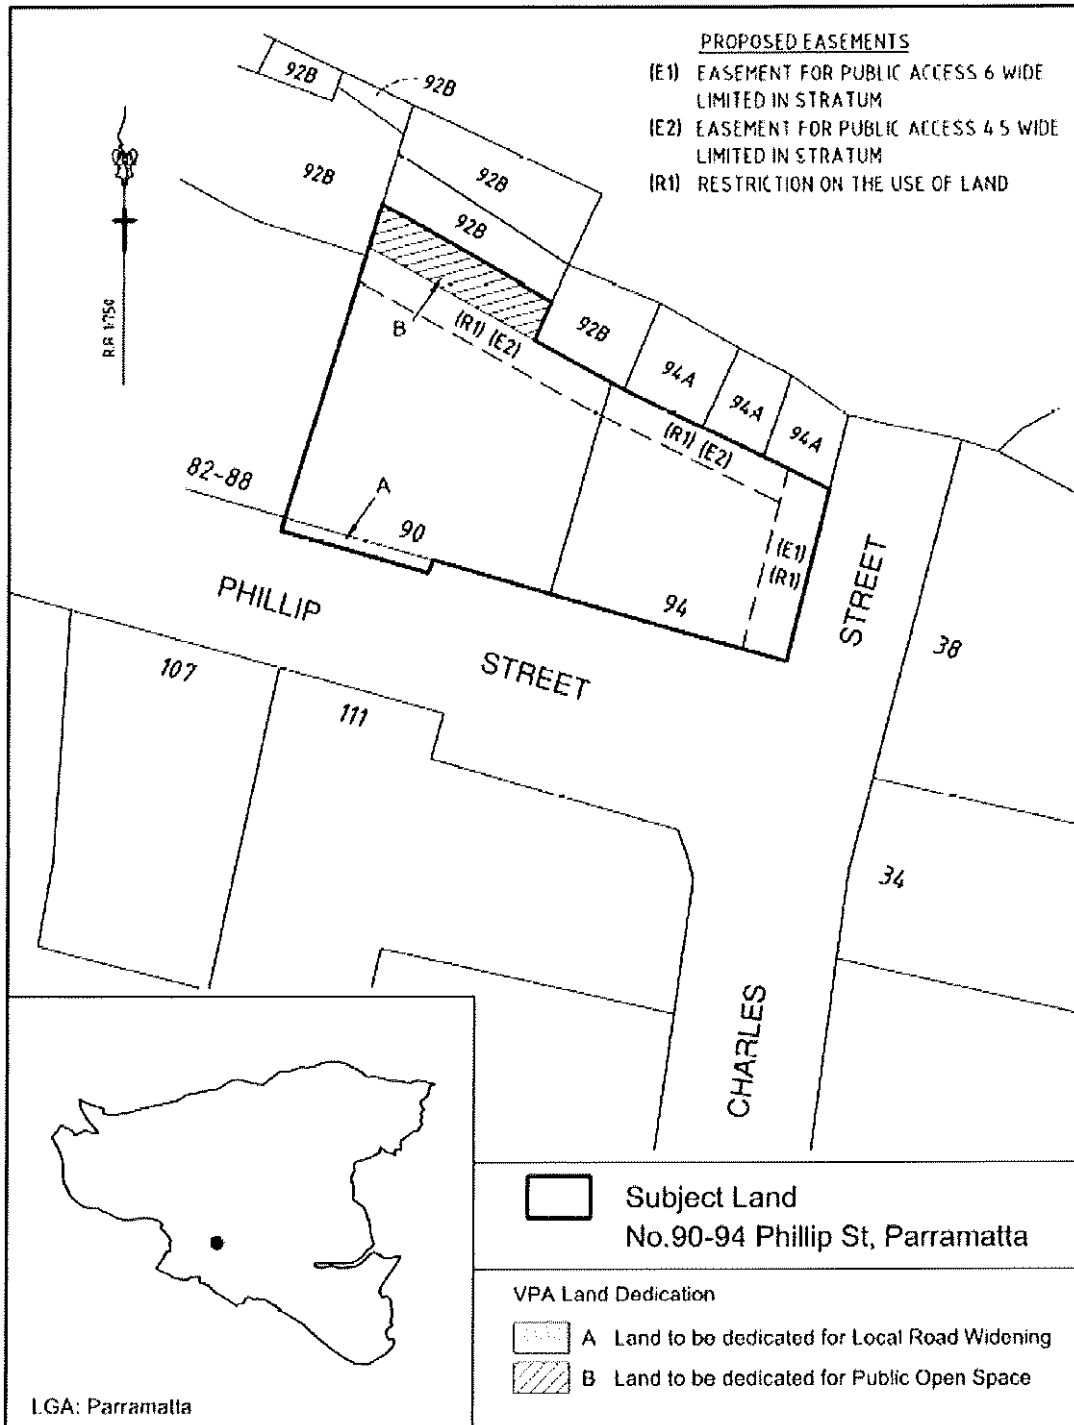 PROPOSED EASEMENTS
(E1) EASEMENT FOR PUBLIC ACCESS 6 WIDE
LIMITED IN STRATUM
(E2) EASEMENT FOR PUBLIC ACCESS 4 5 WIDE
LIMITED IN STRATUM
(R1) RESTRICTION ON THE USE OF LAND
92B
92B
92B
92B
92B
92B
94A
94A
94A
B
(R1) (E2)
(R1) (E2)
(E1)
(R1)
82-88
A
90
94
PHILLIP
STREET
STREET
38
107
111
34
CHARLES
Subject Land
No.90-94 Phillip St, Parramatta
VPA Land Dedication
A Land to be dedicated for Local Road Widening
B Land to be dedicated for Public Open Space
LGA: Parramatta